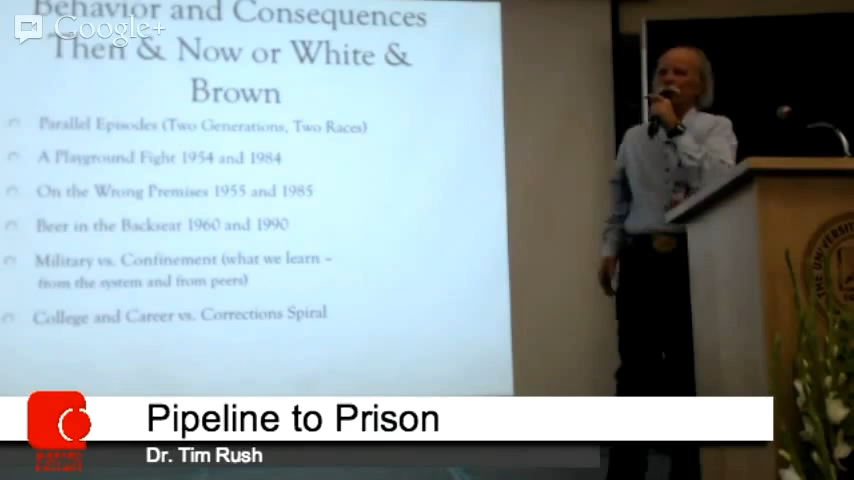 Behavior and Consequences
Google+
Then & Now or White &
Brown
Parallel Episodes (Two Generations, Two Races)
A Playground Fight 1954 and 1984
On the Wrong Premises 1955 and 1985
Beer in the Backseat 1960 and 1990
Military vs. Confinement (what we learn –
from the system and from peers)
College and Career vs. Corrections Spiral
THE UNIVERSITY
Pipeline to Prison
Dr. Tim Rush